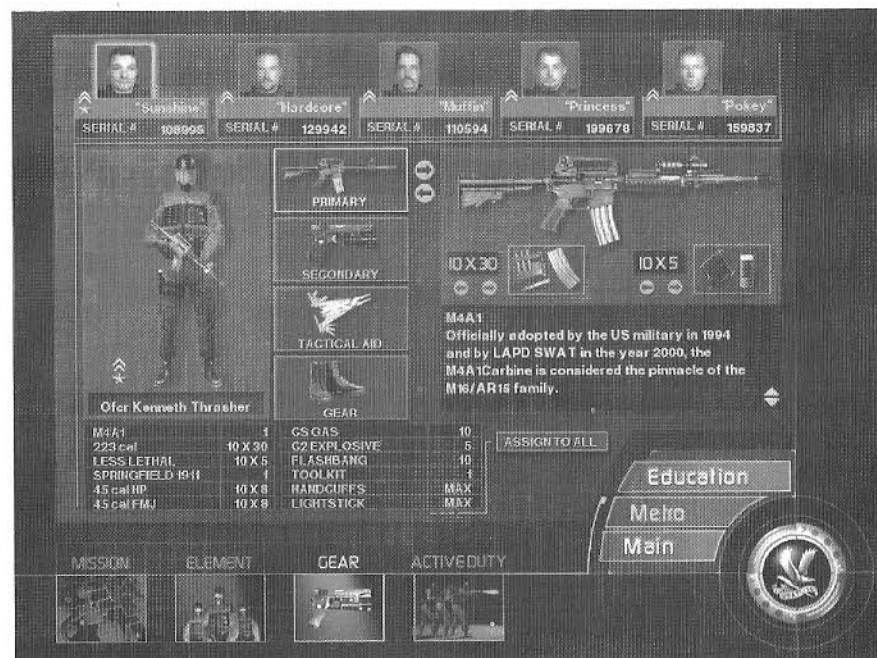 "Sunshine"
SERIAL # 108995
"Hardcore"
SERIAL # 129942
"Muffin"
SERIAL # 110594
"Princess"
SERIAL # 199678
"Pokey"
SERIAL # 159837
PRIMARY
SECONDARY
TACTICAL AID
GEAR
10 X 30
10 X 5
M4A1
Officially adopted by the US military in 1994
and by LAPD SWAT in the year 2000, the
M4A1Carbine is considered the pinnacle of the
M16/AR15 family.
Ofcr Kenneth Thrasher
M4A1 1
223 cal 10 X 30
LESS LETHAL 10 X 5
SPRINGFIELD 1911 1
45 cal HP 10 X 8
45 cal FMJ 10 X 8
CS GAS 10
C2 EXPLOSIVE 5
FLASHBANG 10
TOOLKIT 1
HANDCUFFS MAX
LIGHTSTICK MAX
ASSIGN TO ALL
Education
Metro
Main
MISSION
ELEMENT
GEAR
ACTIVE DUTY